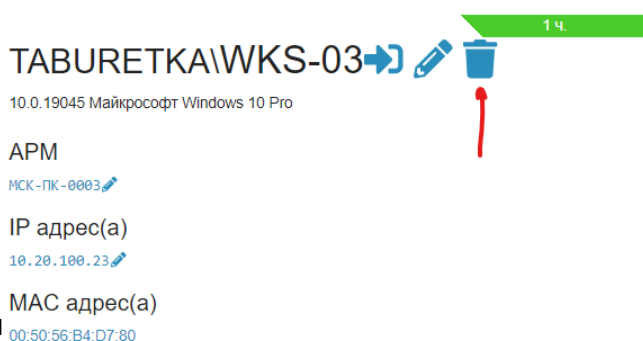 1 ч.
TABURETKA\WKS-03
10.0.19045 Майкрософт Windows 10 Pro
АРМ
МСК-ПК-0003
IP адрес(а)
10.20.100.23
MAC адрес(а)
00:50:56:B4:D7:80